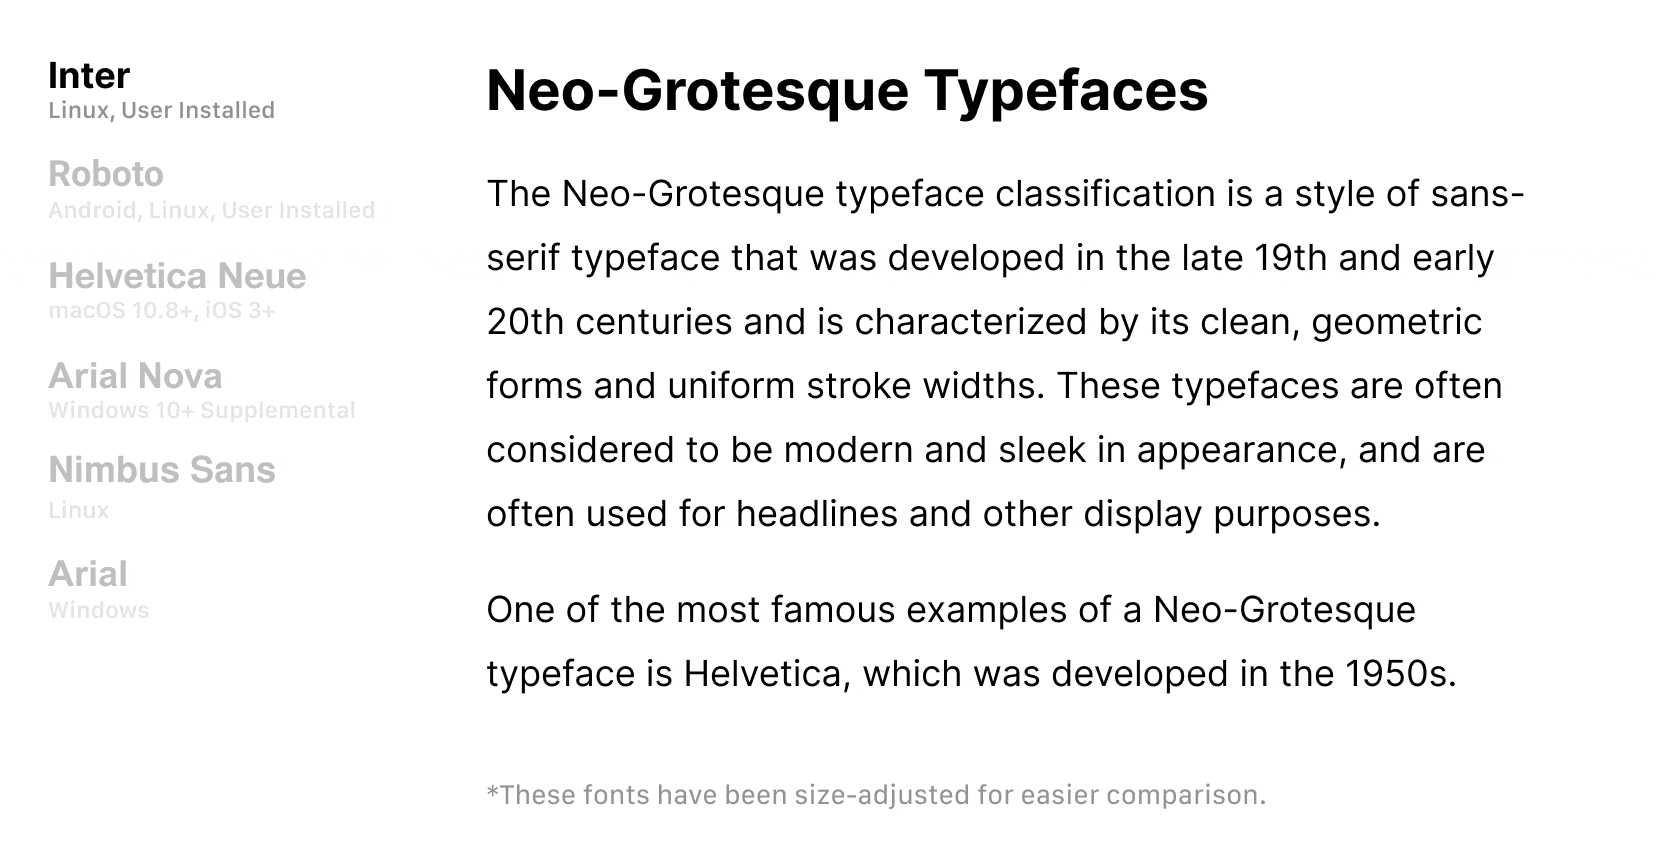 Inter
Linux, User Installed
Roboto
Android, Linux, User Installed
Helvetica Neue
macOS 10.8+, iOS 3+
Arial Nova
Windows 10+ Supplemental
Nimbus Sans
Linux
Arial
Windows
Neo-Grotesque Typefaces
The Neo-Grotesque typeface classification is a style of sans-
serif typeface that was developed in the late 19th and early
20th centuries and is characterized by its clean, geometric
forms and uniform stroke widths. These typefaces are often
considered to be modern and sleek in appearance, and are
often used for headlines and other display purposes.
One of the most famous examples of a Neo-Grotesque
typeface is Helvetica, which was developed in the 1950s.
*These fonts have been size-adjusted for easier comparison.